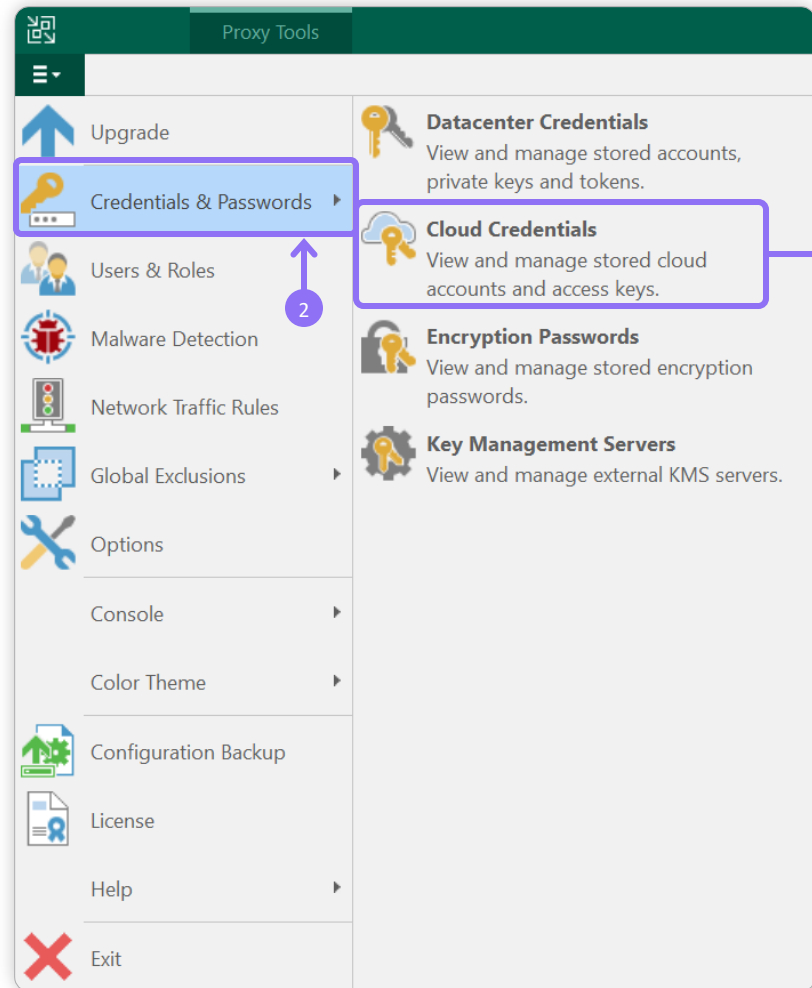 Proxy Tools
Upgrade
Credentials & Passwords
2
Users & Roles
Malware Detection
Network Traffic Rules
Global Exclusions
Options
Console
Color Theme
Configuration Backup
License
Help
Exit
Datacenter Credentials
View and manage stored accounts,
private keys and tokens.
Cloud Credentials
View and manage stored cloud
accounts and access keys.
Encryption Passwords
View and manage stored encryption
passwords.
Key Management Servers
View and manage external KMS servers.